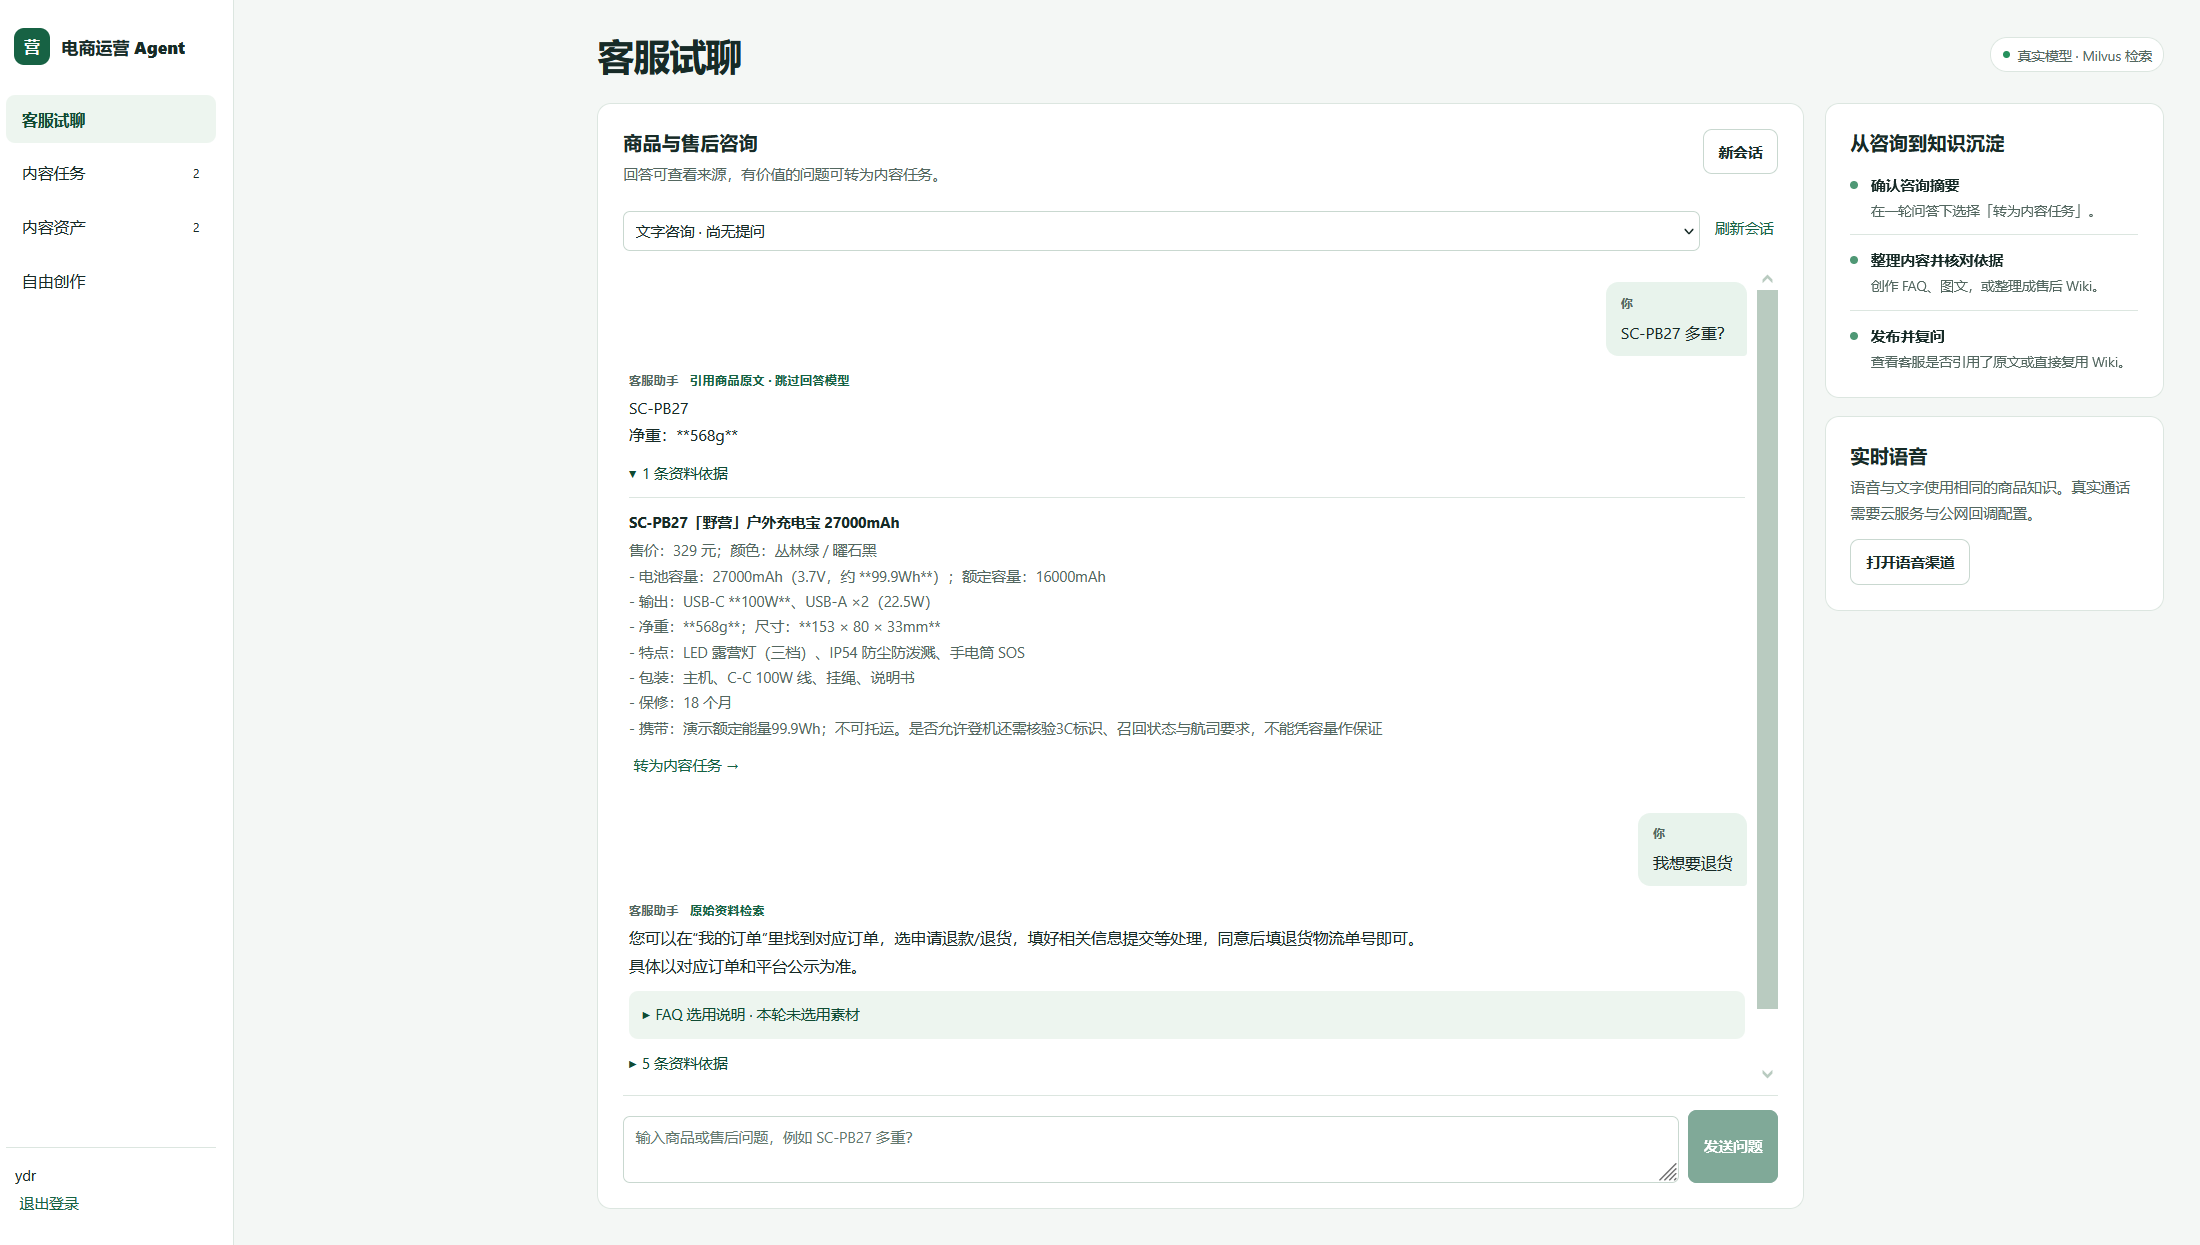 营 电商运营 Agent
客服试聊
内容任务 2
内容资产 2
自由创作
ydr
退出登录
客服试聊
真实模型 · Milvus 检索
商品与售后咨询
回答可查看来源，有价值的问题可转为内容任务。
新会话
文字咨询 · 尚无提问
刷新会话
你
SC-PB27 多重?
客服助手 引用商品原文 · 跳过回答模型
SC-PB27
净重：**568g**
▾ 1 条资料依据
SC-PB27「野营」户外充电宝 27000mAh
售价：329 元；颜色：丛林绿 / 曜石黑
- 电池容量：27000mAh（3.7V，约 **99.9Wh**）；额定容量：16000mAh
- 输出：USB-C **100W**、USB-A ×2（22.5W）
- 净重：**568g**；尺寸：**153 × 80 × 33mm**
- 特点：LED 露营灯（三档）、IP54 防尘防泼溅、手电筒 SOS
- 包装：主机、C-C 100W 线、挂绳、说明书
- 保修：18 个月
- 携带：演示额定能量99.9Wh；不可托运。是否允许登机还需核验3C标识、召回状态与航司要求，不能凭容量作保证
转为内容任务 →
你
我想要退货
客服助手 原始资料检索
您可以在“我的订单”里找到对应订单，选申请退款/退货，填好相关信息提交等处理，同意后填退货物流单号即可。
具体以对应订单和平台公示为准。
▸ FAQ 选用说明 · 本轮未选用素材
▸ 5 条资料依据
输入商品或售后问题，例如 SC-PB27 多重?
发送问题
从咨询到知识沉淀
确认咨询摘要
在一轮问答下选择「转为内容任务」。
整理内容并核对依据
创作 FAQ、图文，或整理成售后 Wiki。
发布并复问
查看客服是否引用了原文或直接复用 Wiki。
实时语音
语音与文字使用相同的商品知识。真实通话
需要云服务与公网回调配置。
打开语音渠道